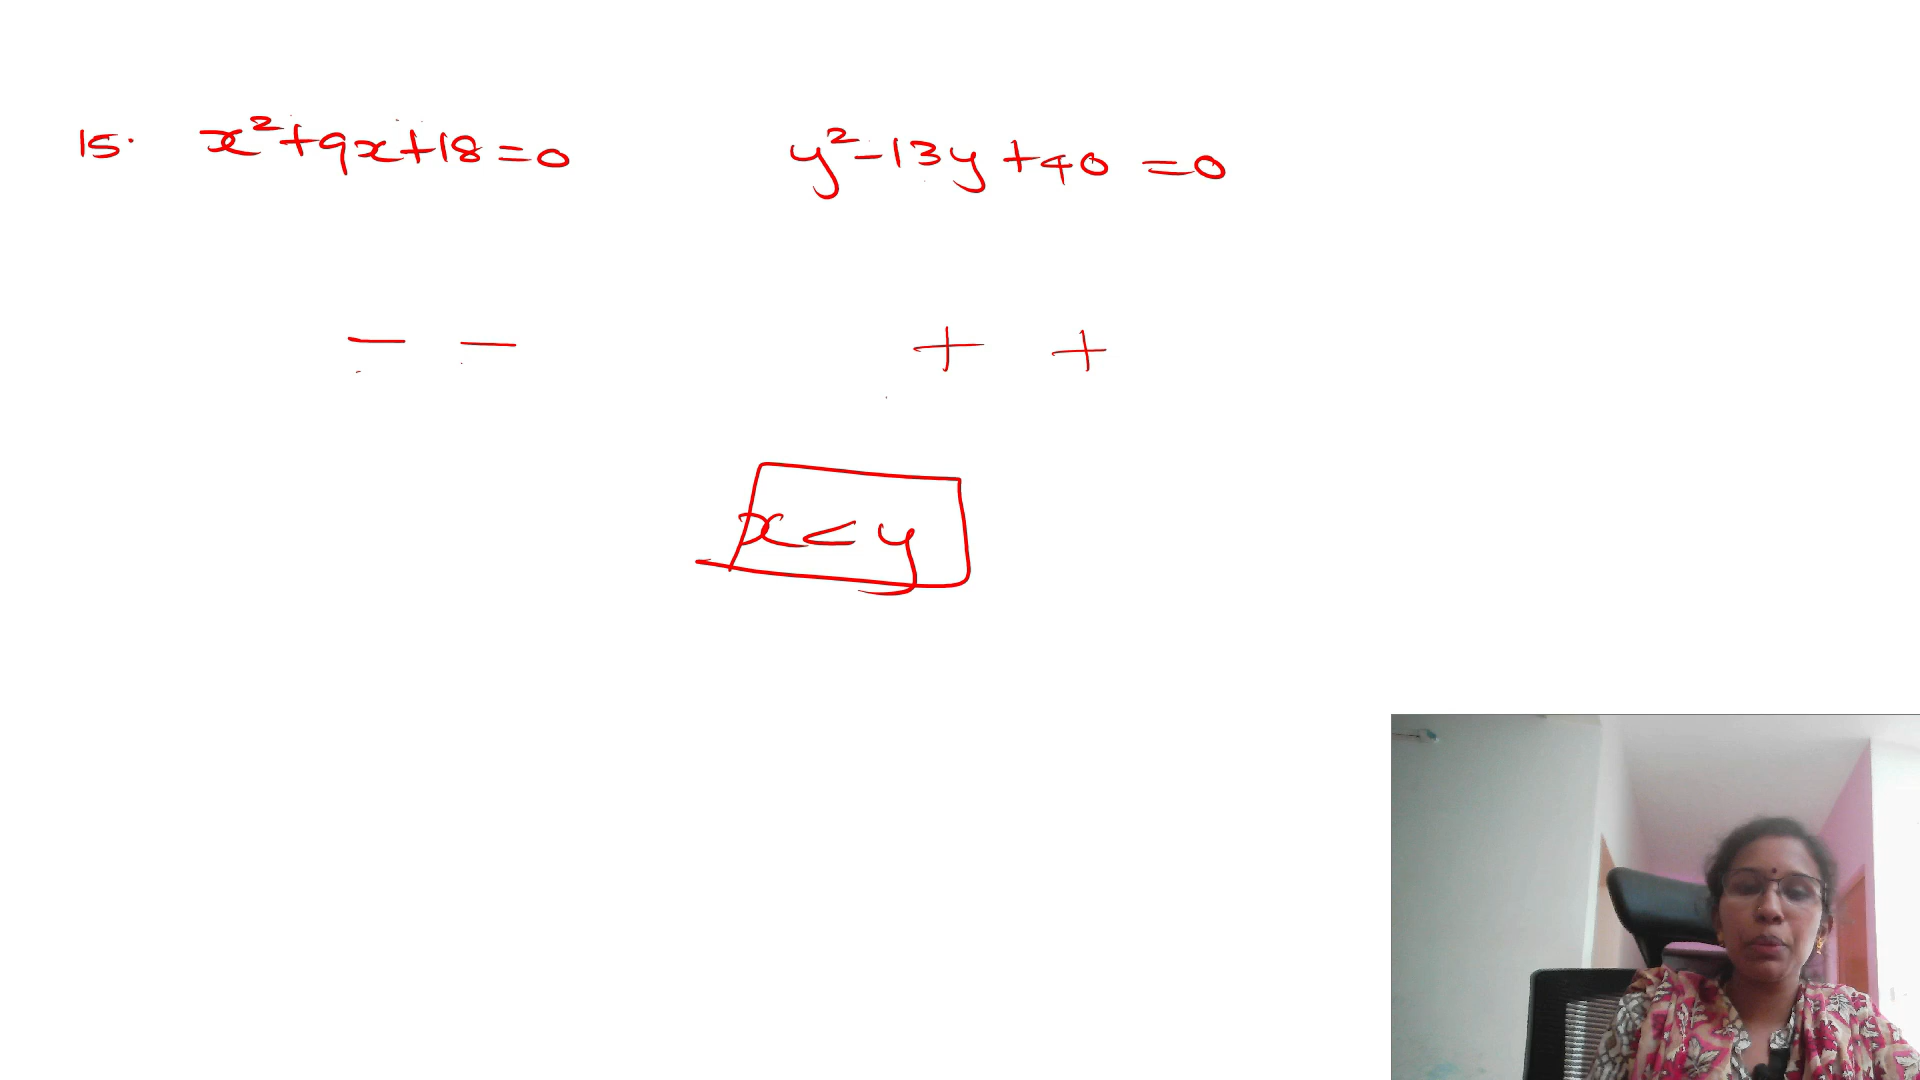 15. x²+9x+18=0 y²-13y+40=0
- - + +
x<y